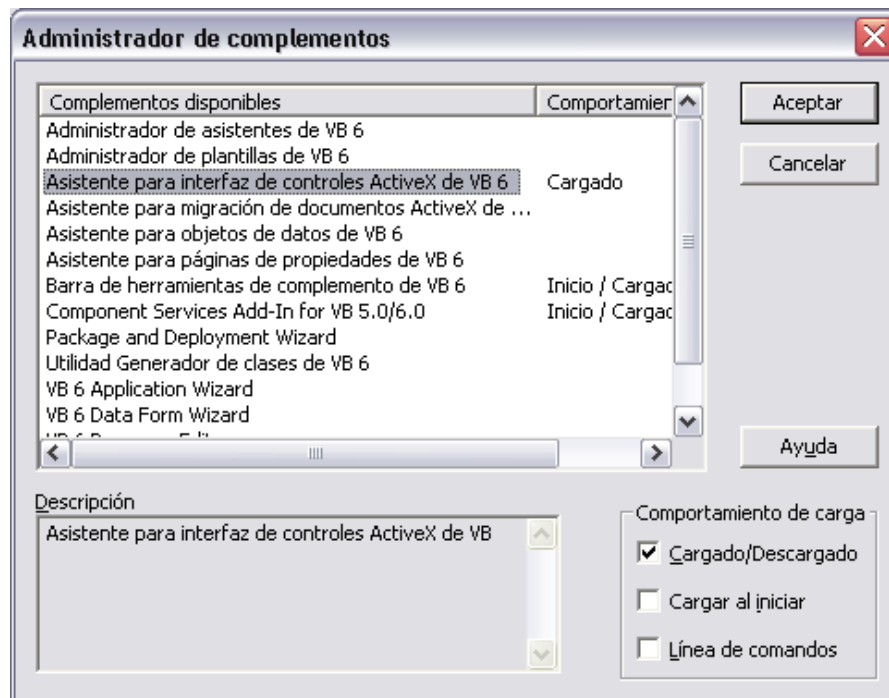 Administrador de complementos
Complementos disponibles Comportamier
Administrador de asistentes de VB 6
Administrador de plantillas de VB 6
Asistente para interfaz de controles ActiveX de VB 6 Cargado
Asistente para migración de documentos ActiveX de ...
Asistente para objetos de datos de VB 6
Asistente para páginas de propiedades de VB 6
Barra de herramientas de complemento de VB 6 Inicio / Cargac
Component Services Add-In for VB 5.0/6.0 Inicio / Cargac
Package and Deployment Wizard
Utilidad Generador de clases de VB 6
VB 6 Application Wizard
VB 6 Data Form Wizard
Aceptar
Cancelar
Ayuda
Descripción
Asistente para interfaz de controles ActiveX de VB
Comportamiento de carga
Cargado/Descargado
Cargar al iniciar
Línea de comandos